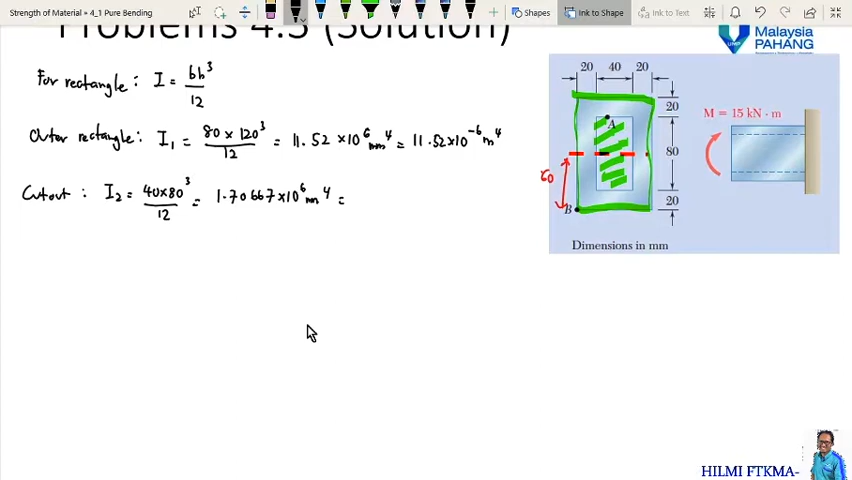 Strength of Material » 4_1 Pure Bending
Shapes
Ink to Shape
Ink to Text
Problems 4.3 (Solution)
Malaysia
PAHANG
UMP
For rectangle : I = bh³/12
Outer rectangle : I₁ = 80 × 120³/12 = 11.52 × 10⁶ mm⁴ = 11.52 × 10⁻⁶ m⁴
Cutout : I₂ = 40 × 80³/12 = 1.70667 × 10⁶ mm⁴ =
20 40 20
20
A
M = 15 kN · m
80
60
20
B
Dimensions in mm
HILMI FTKMA-